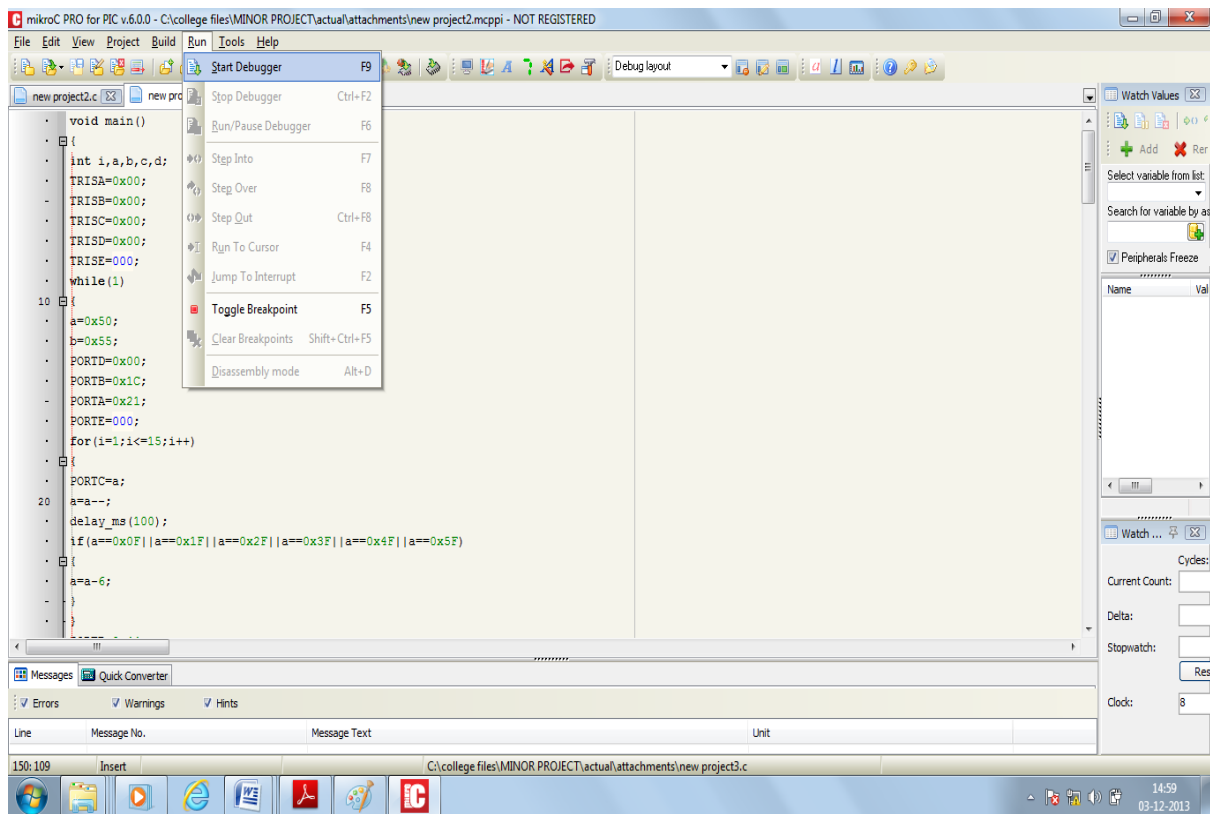 mikroC PRO for PIC v.6.0.0 - C:\college files\MINOR PROJECT\actual\attachments\new project2.mcppi - NOT REGISTERED
File Edit View Project Build Run Tools Help
Debug layout
new project2.c
Start Debugger F9
Stop Debugger Ctrl+F2
Run/Pause Debugger F6
Step Into F7
Step Over F8
Step Out Ctrl+F8
Run To Cursor F4
Jump To Interrupt F2
Toggle Breakpoint F5
Clear Breakpoints Shift+Ctrl+F5
Disassembly mode Alt+D
void main()
{
int i,a,b,c,d;
TRISA=0x00;
TRISB=0x00;
TRISC=0x00;
TRISD=0x00;
TRISE=000;
while(1)
10 {
a=0x50;
b=0x55;
PORTD=0x00;
PORTB=0x1C;
PORTA=0x21;
PORTE=000;
for(i=1;i<=15;i++)
{
PORTC=a;
20 a=a--;
delay_ms(100);
if(a==0x0F||a==0x1F||a==0x2F||a==0x3F||a==0x4F||a==0x5F)
{
a=a-6;
}
}
Watch Values
Add Rer
Select variable from list:
Search for variable by as
Peripherals Freeze
Name Val
Watch ...
Cycles:
Current Count:
Delta:
Stopwatch:
Res
Clock: 8
Messages Quick Converter
Errors Warnings Hints
Line Message No. Message Text Unit
150: 109 Insert C:\college files\MINOR PROJECT\actual\attachments\new project3.c
14:59
03-12-2013